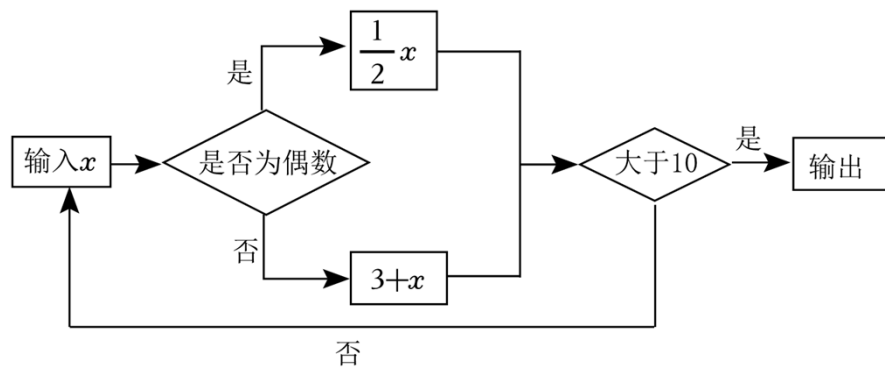 输入x
是否为偶数
是
1/2 x
否
3+x
大于10
是
输出
否